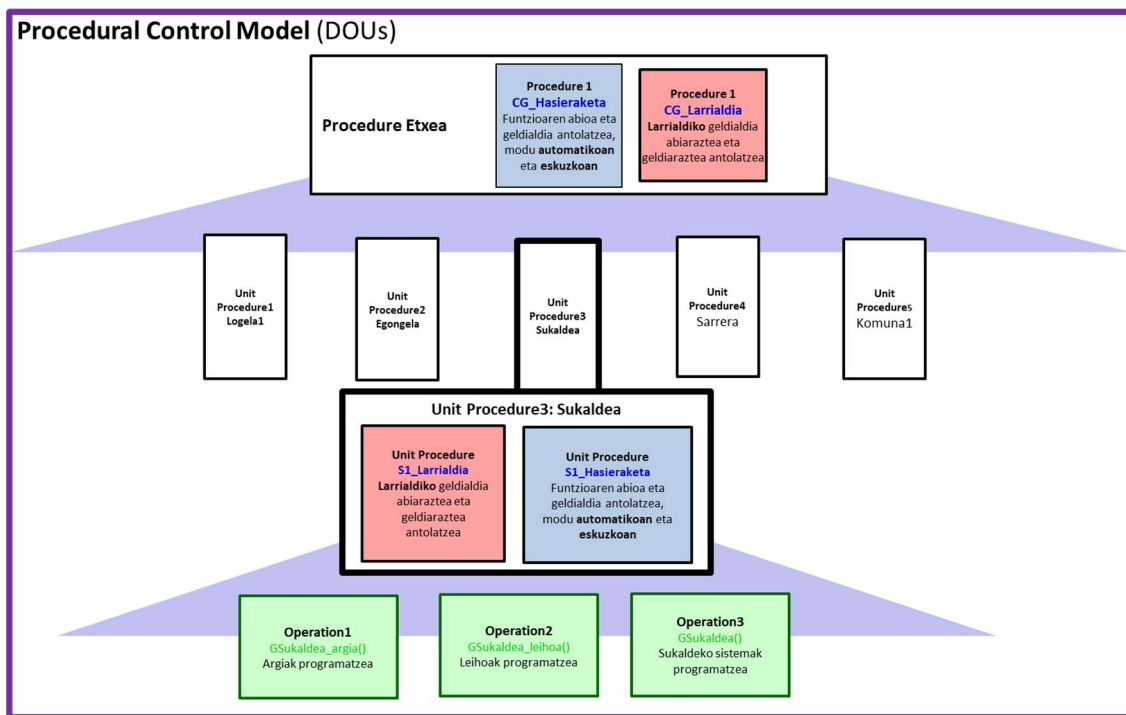 Procedural Control Model (DOUs)
Procedure Etxea
Procedure 1
CG_Hasieraketa
Funtzioaren abioa eta
geldialdia antolatzea,
modu automatikoan
eta eskuzkoan
Procedure 1
CG_Larrialdia
Larrialdiko geldialdia
abiaraztea eta
geldiaraztea antolatzea
Unit
Procedure1
Logela1
Unit
Procedure2
Egongela
Unit
Procedure3
Sukaldea
Unit
Procedure4
Sarrera
Unit
Procedure5
Komuna1
Unit Procedure3: Sukaldea
Unit Procedure
S1_Larrialdia
Larrialdiko geldialdia
abiaraztea eta
geldiaraztea
antolatzea
Unit Procedure
S1_Hasieraketa
Funtzioaren abioa eta
geldialdia antolatzea,
modu automatikoan eta
eskuzkoan
Operation1
GSukaldea_argia()
Argiak programatzea
Operation2
GSukaldea_leihoa()
Leihoak programatzea
Operation3
GSukaldea()
Sukaldeko sistemak
programatzea